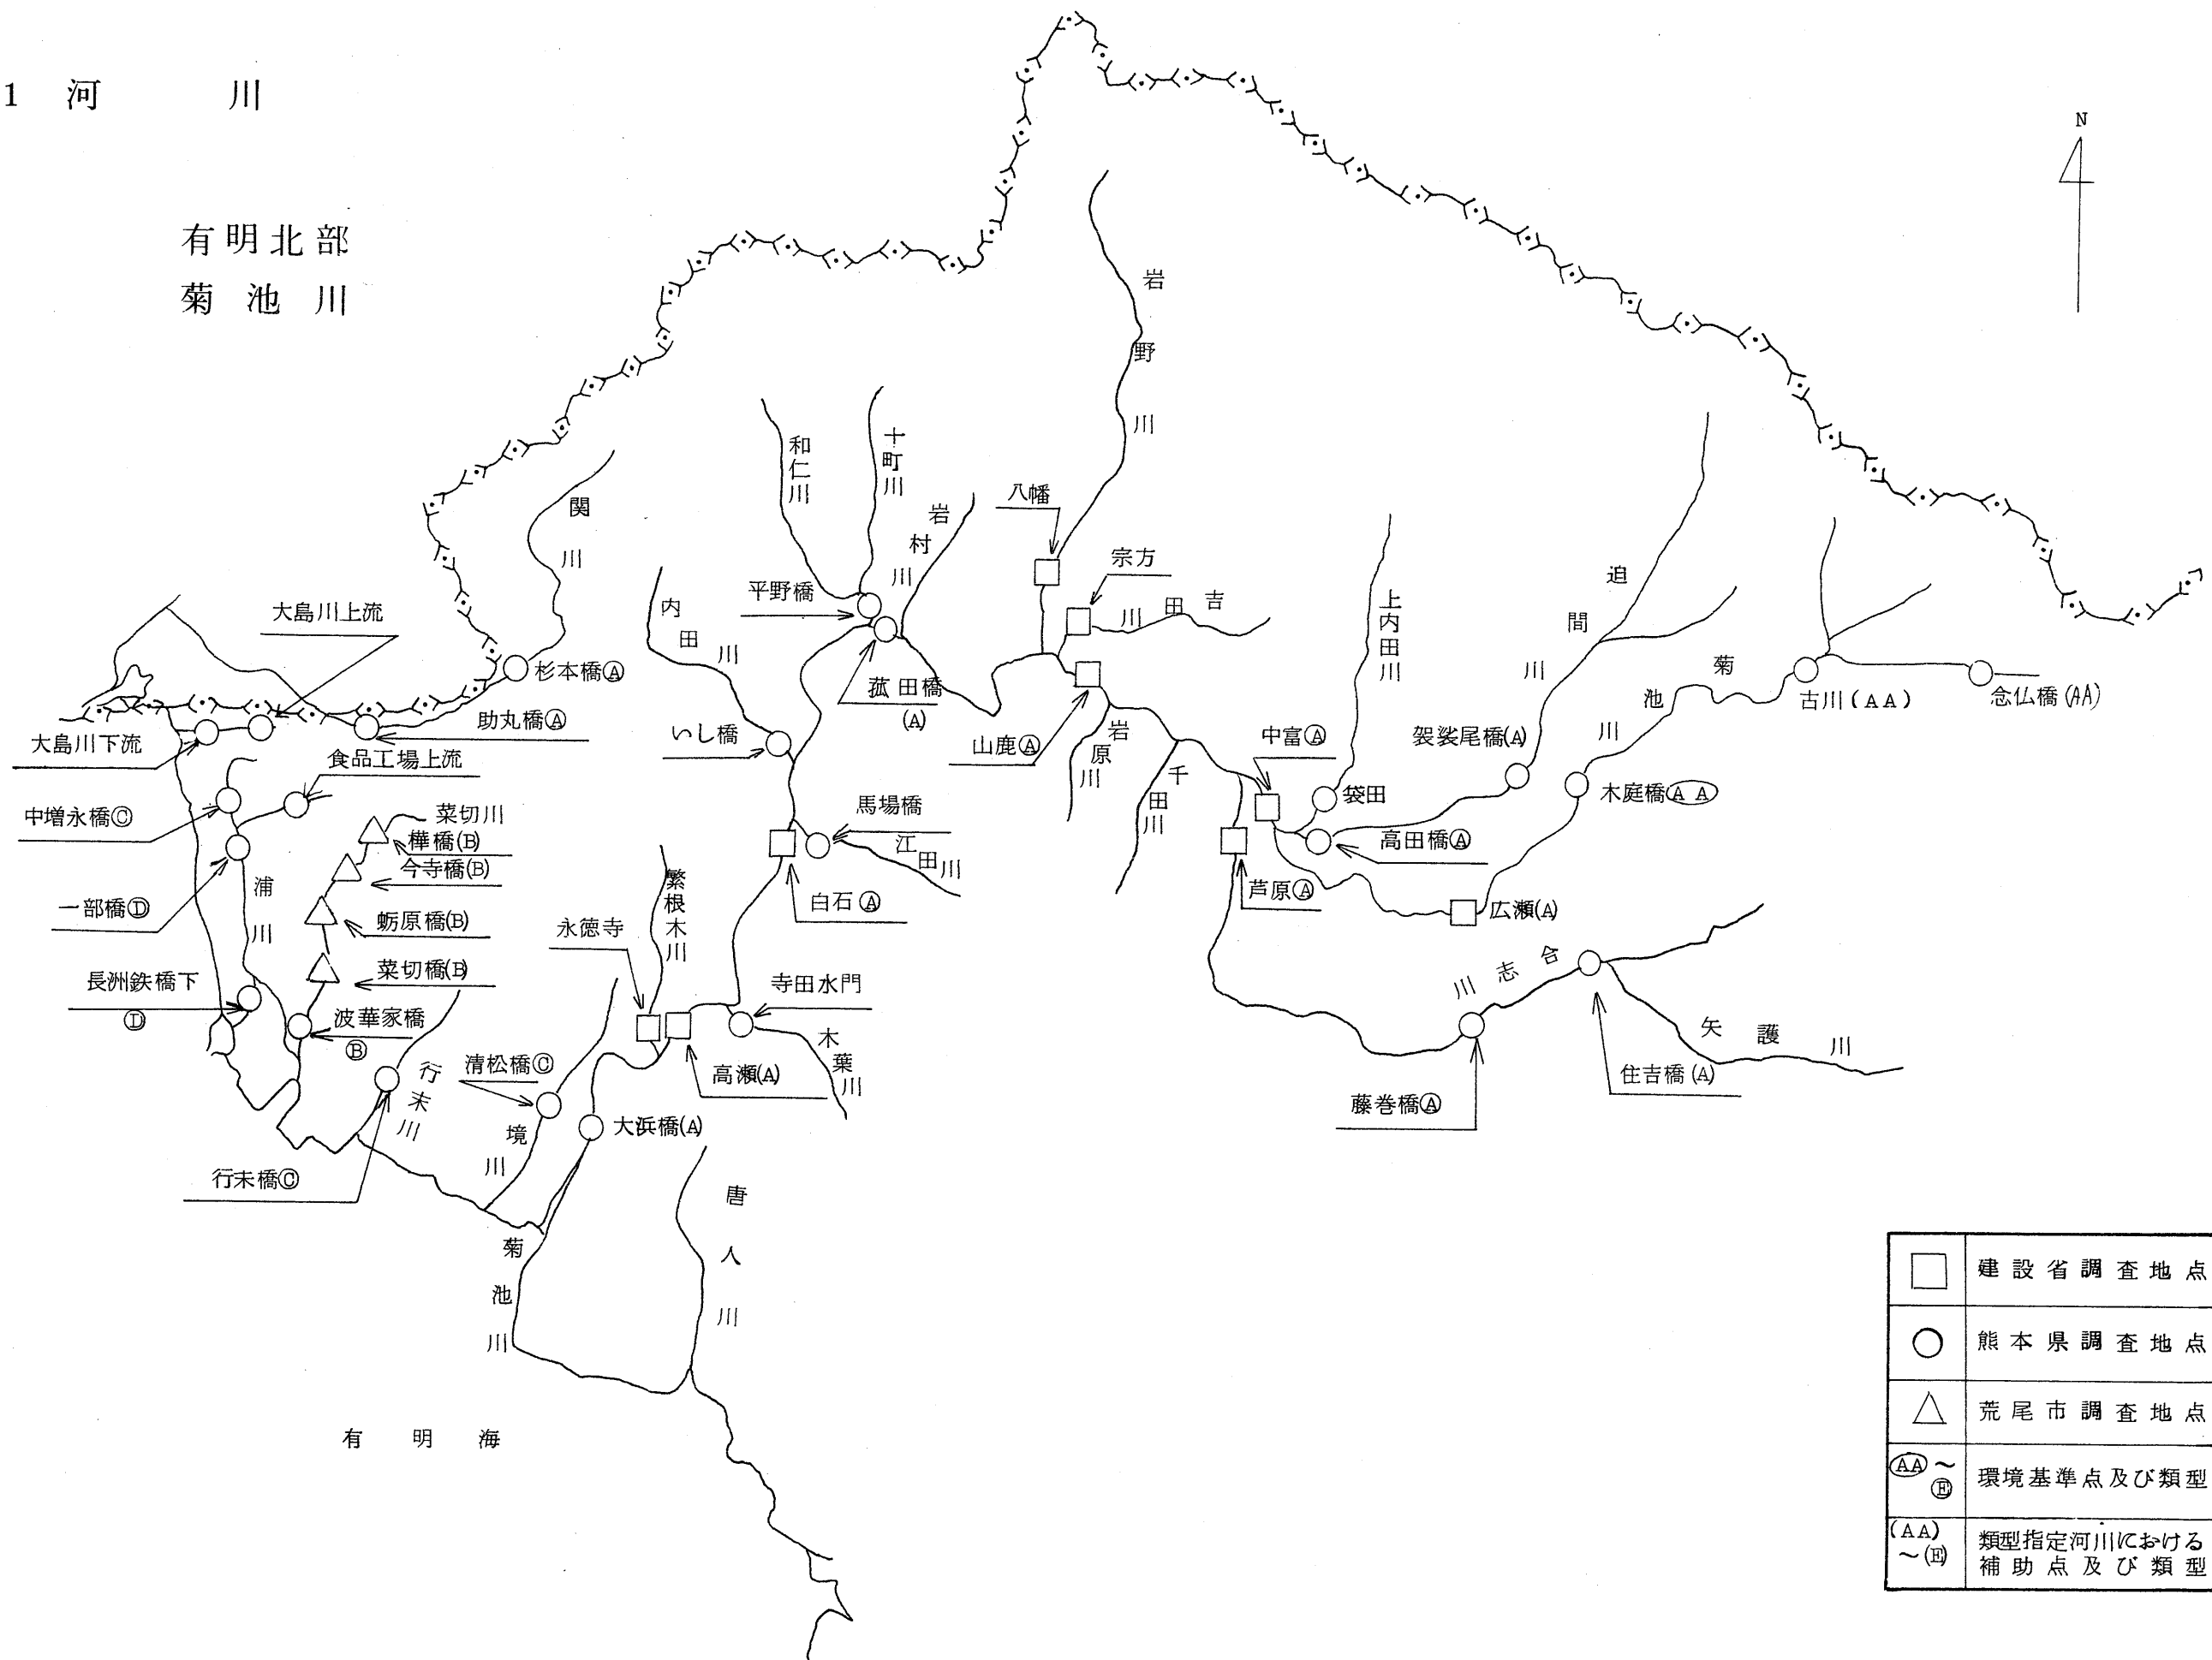 1 河 川
有明北部
菊池川
N
岩野川
和仁川
十町川
岩村川
関川
八幡
宗方
吉田川
平野橋
内田川
大島川上流
上内田川
迫間川
菊池川
杉本橋Ⓐ
菰田橋
(A)
古川(AA)
念仏橋(AA)
大島川下流
助丸橋Ⓐ
いし橋
山鹿Ⓐ
岩原川
中富Ⓐ
袈裟尾橋(A)
食品工場上流
千田川
袋田
木庭橋(AA)
中増永橋Ⓒ
菜切川
樺橋(B)
今寺橋(B)
馬場橋
江田川
高田橋Ⓐ
浦川
一部橋Ⓓ
蛎原橋(B)
繁根木川
白石Ⓐ
芦原Ⓐ
広瀬(A)
永徳寺
合志川
長洲鉄橋下
Ⓓ
菜切橋(B)
寺田水門
波華家橋
Ⓑ
木葉川
矢護川
行末川
清松橋Ⓒ
高瀬(A)
住吉橋(A)
藤巻橋Ⓐ
境川
大浜橋(A)
行末橋Ⓒ
唐人川
菊池川
有明海
建設省調査地点
熊本県調査地点
荒尾市調査地点
ⒶⒶ～Ⓔ 環境基準点及び類型
(AA)～(E) 類型指定河川における
補助点及び類型